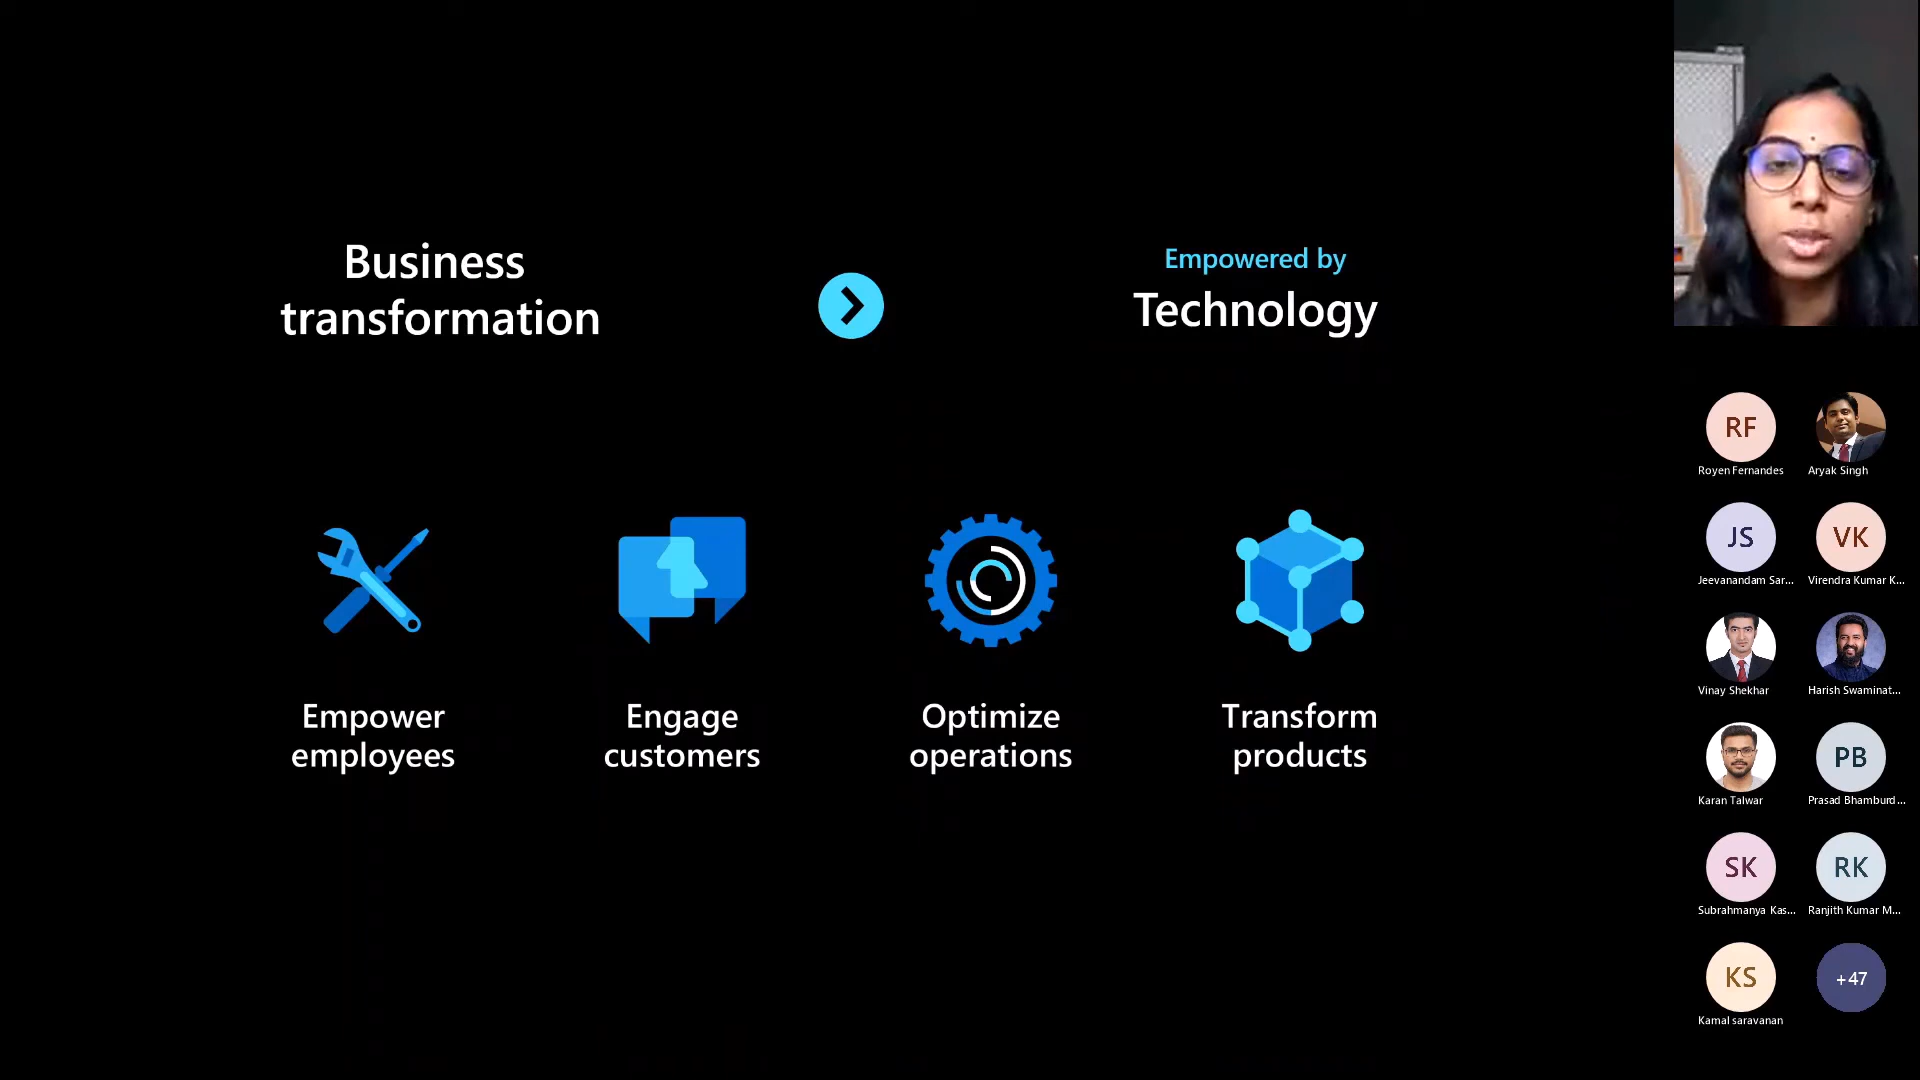 Business
transformation
Empowered by
Technology
Empower
employees
Engage
customers
Optimize
operations
Transform
products
RF
Royen Fernandes
Aryak Singh
JS
Jeevanandam Sar...
VK
Virendra Kumar K...
Vinay Shekhar
Harish Swaminat...
Karan Talwar
PB
Prasad Bhamburd...
SK
Subrahmanya Kas...
RK
Ranjith Kumar M...
KS
Kamal saravanan
+47